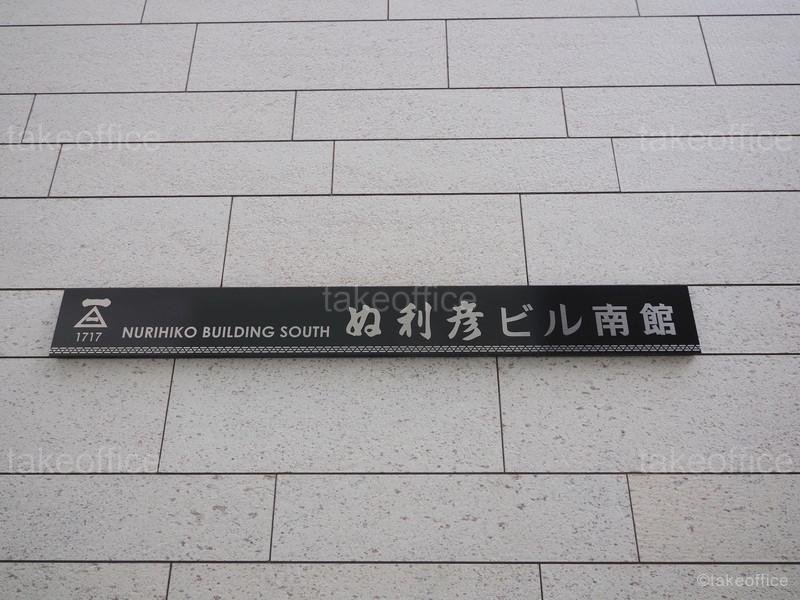 takeoffice takeoffice
takeoffice
1717 NURIHIKO BUILDING SOUTH ぬ利彦ビル南館
takeoffice takeoffice
©takeoffice